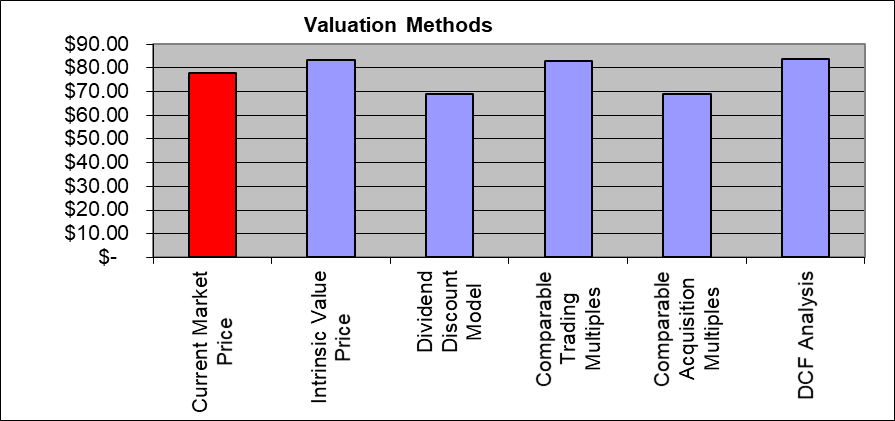 Valuation Methods
$90.00
$80.00
$70.00
$60.00
$50.00
$40.00
$30.00
$20.00
$10.00
$-
Current Market
Price
Intrinsic Value
Price
Dividend
Discount
Model
Comparable
Trading
Multiples
Comparable
Acquisition
Multiples
DCF Analysis